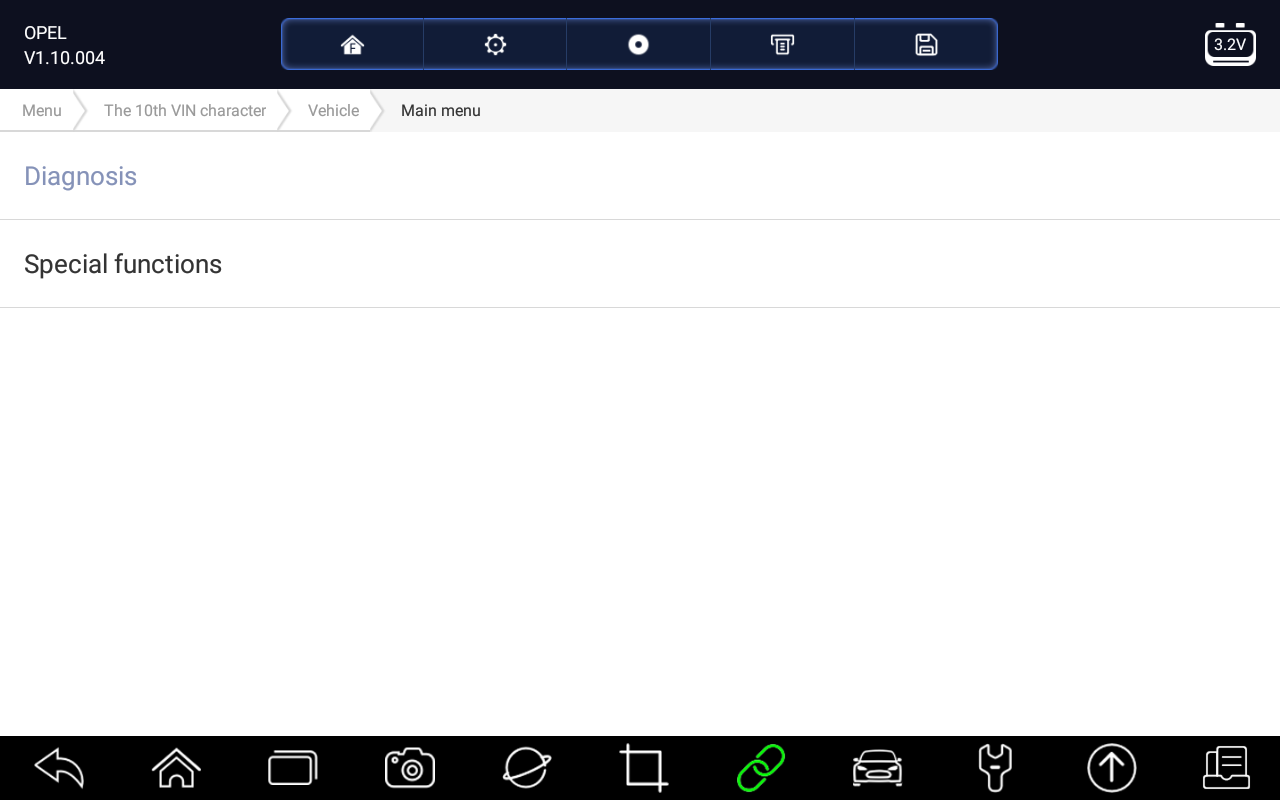 OPEL
V1.10.004
F
3.2V
Menu
The 10th VIN character
Vehicle
Main menu
Diagnosis
Special functions